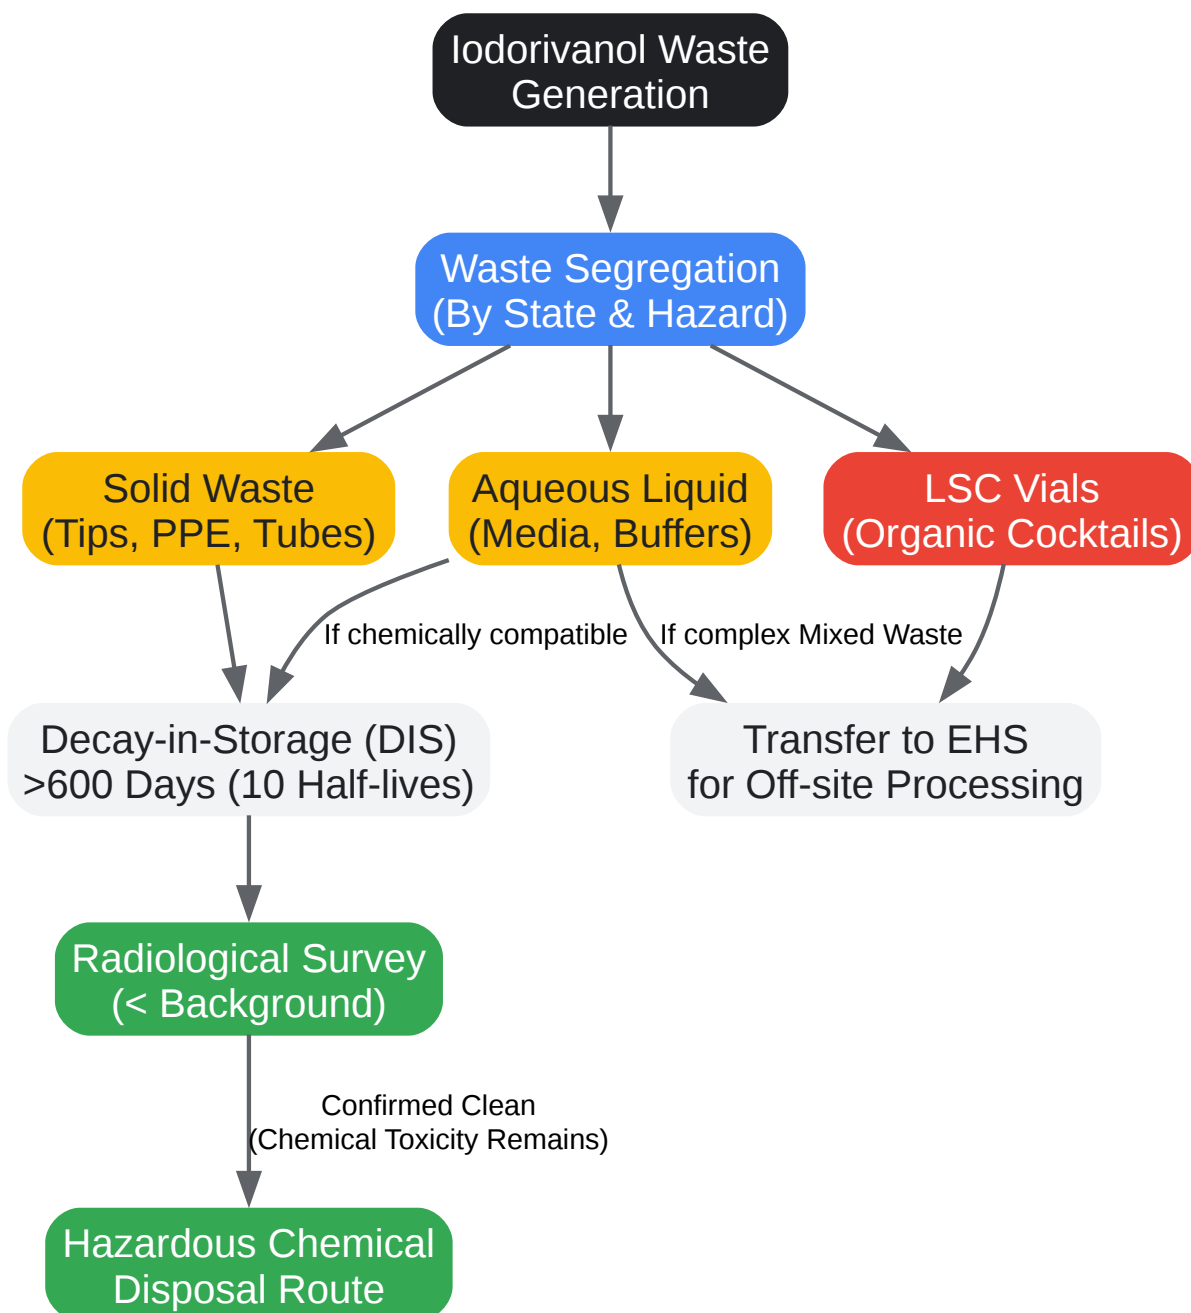 Iodorivanol Waste
Generation
Waste Segregation
(By State & Hazard)
Solid Waste
(Tips, PPE, Tubes)
Aqueous Liquid
(Media, Buffers)
LSC Vials
(Organic Cocktails)
If chemically compatible
If complex Mixed Waste
Decay-in-Storage (DIS)
>600 Days (10 Half-lives)
Transfer to EHS
for Off-site Processing
Radiological Survey
(< Background)
Confirmed Clean
(Chemical Toxicity Remains)
Hazardous Chemical
Disposal Route